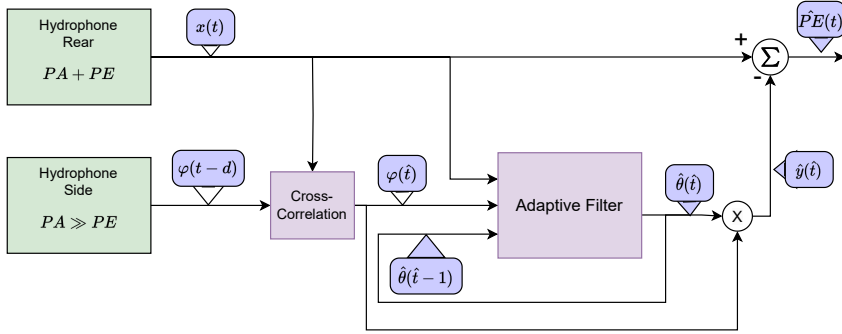 Hydrophone
Rear
PA + PE
x(t)
P̂E(t)
+
Σ
-
Hydrophone
Side
PA ≫ PE
φ(t − d)
Cross-
Correlation
φ(t̂)
Adaptive Filter
θ̂(t̂)
X
ŷ(t̂)
θ̂(t̂ − 1)